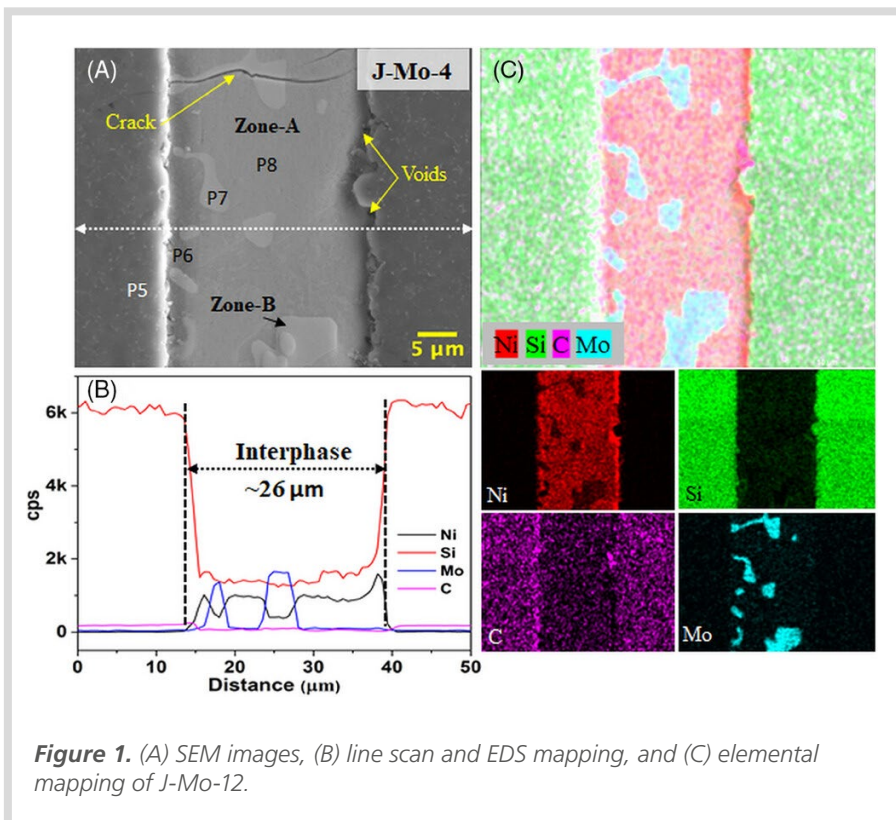 (A)
J-Mo-4
Crack
Zone-A
P8
Voids
P7
P6
P5
Zone-B
5 μm
(C)
Ni Si C Mo
(B)
6k
4k
2k
0
cps
Interphase
~26 μm
Ni
Si
Mo
C
0 10 20 30 40 50
Distance (μm)
Ni
Si
C
Mo
Figure 1. (A) SEM images, (B) line scan and EDS mapping, and (C) elemental
mapping of J-Mo-12.